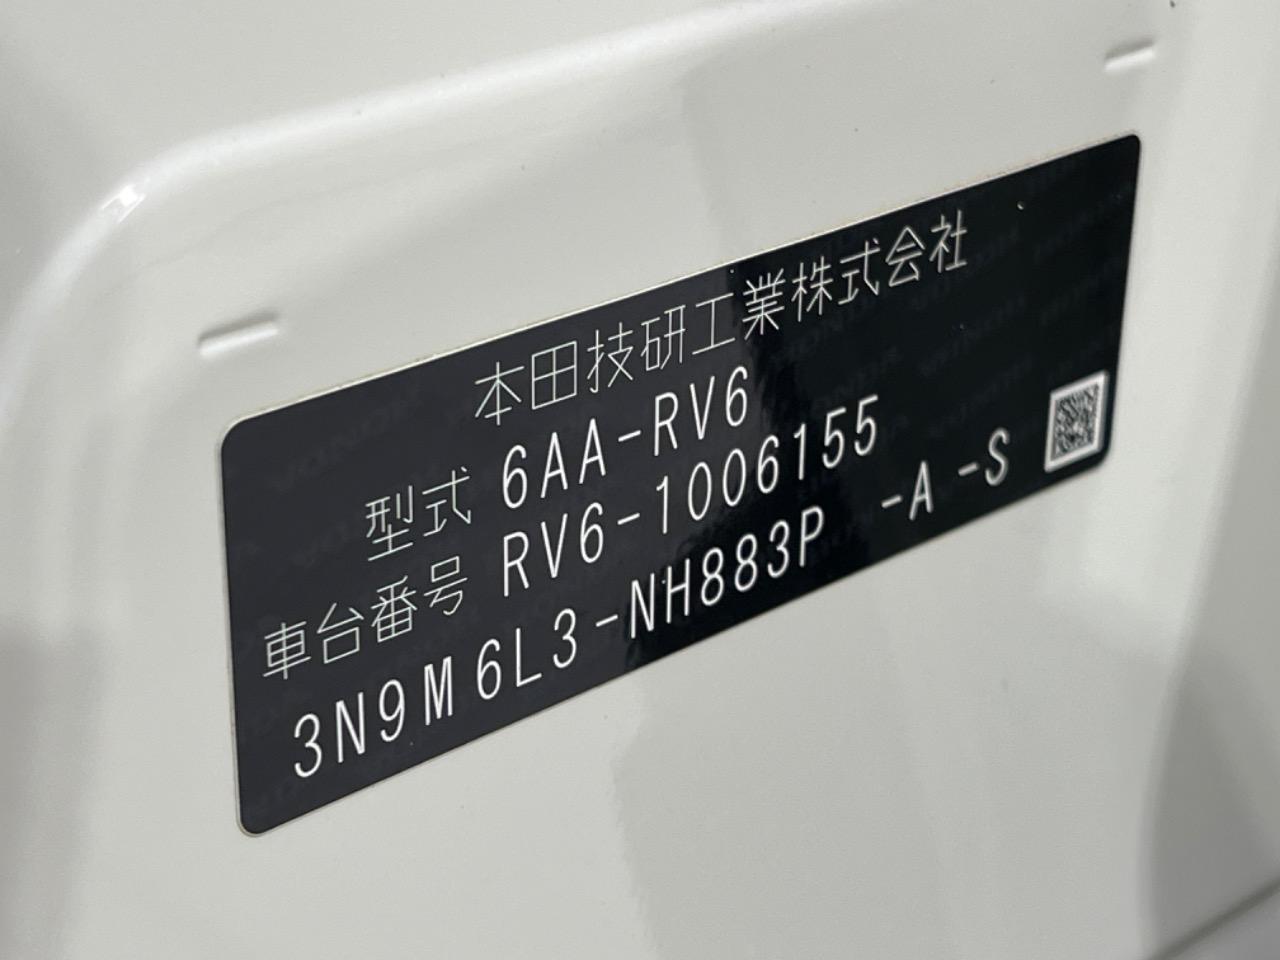 本田技研工業株式会社
型式 6AA-RV6
車台番号 RV6-1006155
3N9M6L3-NH883P -A -S